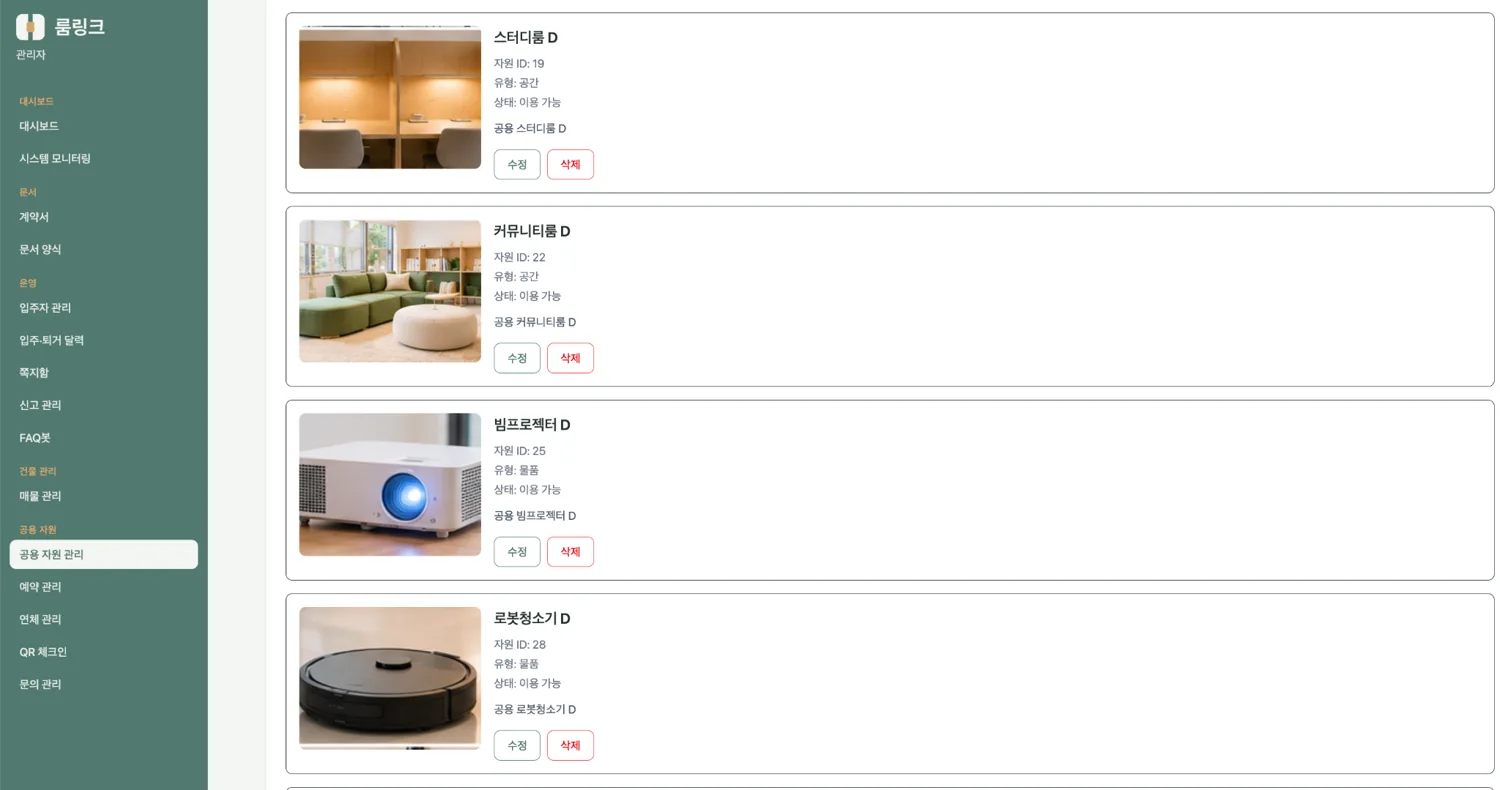 룸링크
관리자
대시보드
대시보드
시스템 모니터링
문서
계약서
문서 양식
운영
입주자 관리
입주·퇴거 달력
쪽지함
신고 관리
FAQ봇
건물 관리
매물 관리
공용 자원
공용 자원 관리
예약 관리
연체 관리
QR 체크인
문의 관리
스터디룸 D
자원 ID: 19
유형: 공간
상태: 이용 가능
공용 스터디룸 D
수정 삭제
커뮤니티룸 D
자원 ID: 22
유형: 공간
상태: 이용 가능
공용 커뮤니티룸 D
수정 삭제
빔프로젝터 D
자원 ID: 25
유형: 물품
상태: 이용 가능
공용 빔프로젝터 D
수정 삭제
로봇청소기 D
자원 ID: 28
유형: 물품
상태: 이용 가능
공용 로봇청소기 D
수정 삭제